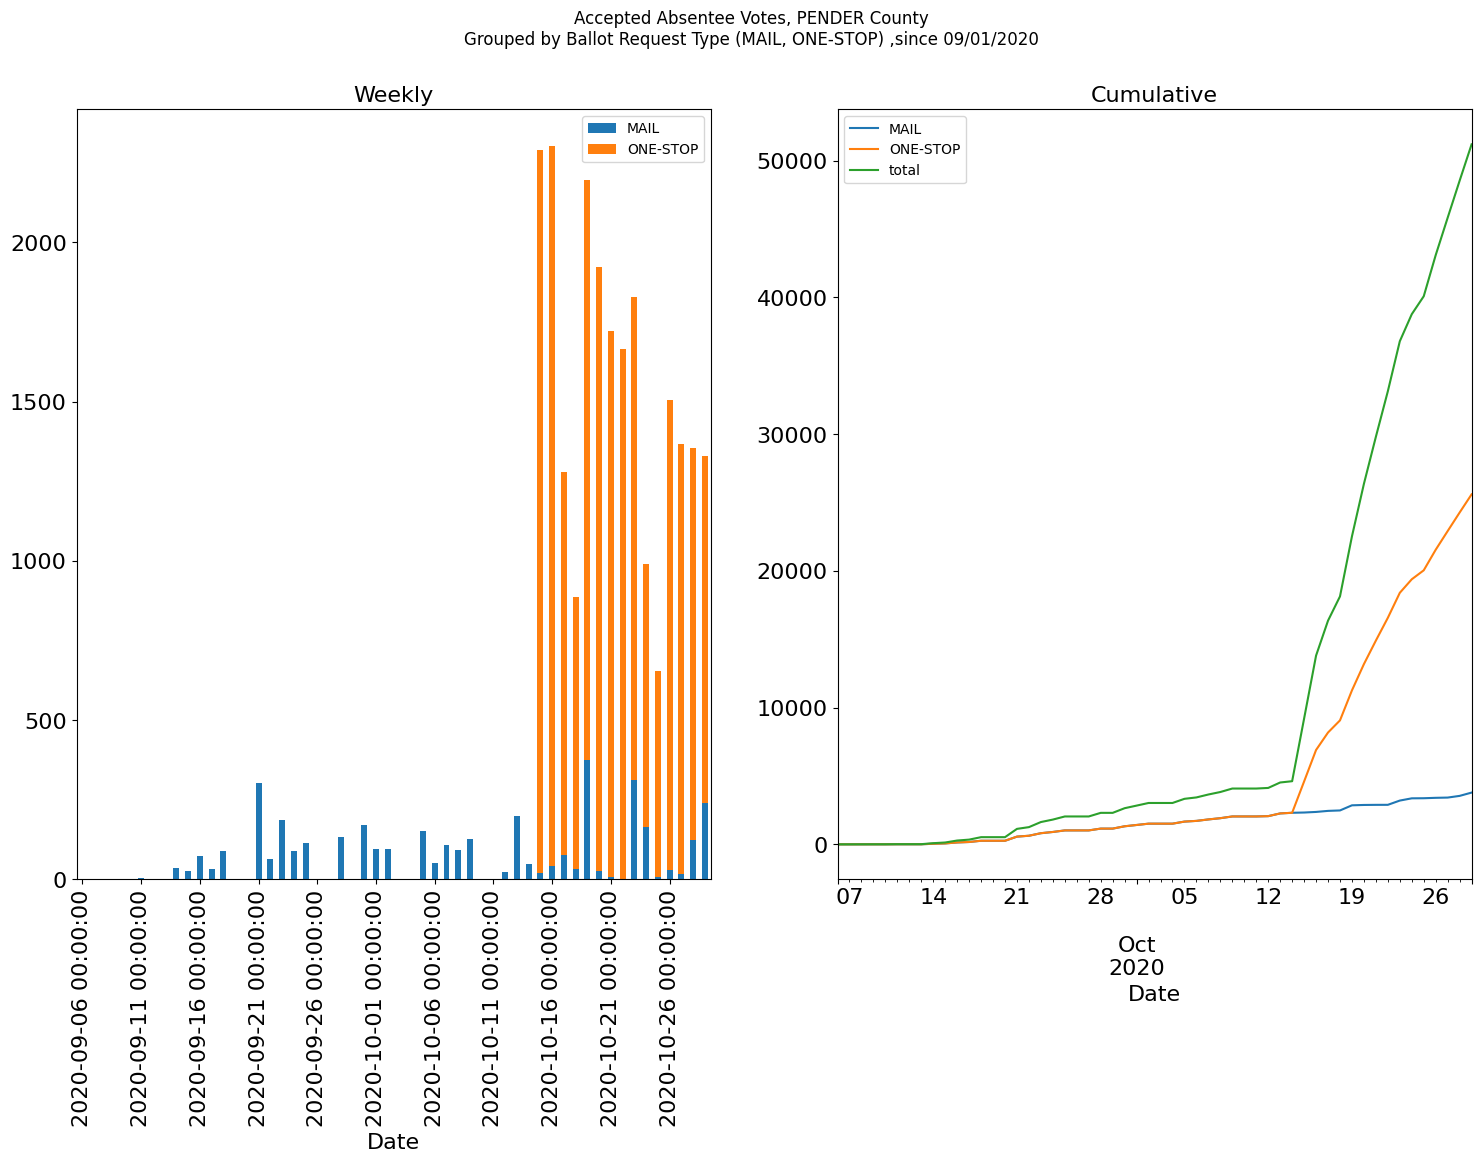 Accepted Absentee Votes, PENDER County
Grouped by Ballot Request Type (MAIL, ONE-STOP) ,since 09/01/2020
Weekly
MAIL
ONE-STOP
2000
1500
1000
500
0
2020-09-06 00:00:00
2020-09-11 00:00:00
2020-09-16 00:00:00
2020-09-21 00:00:00
2020-09-26 00:00:00
2020-10-01 00:00:00
2020-10-06 00:00:00
2020-10-11 00:00:00
2020-10-16 00:00:00
2020-10-21 00:00:00
2020-10-26 00:00:00
Date
Cumulative
MAIL
ONE-STOP
total
50000
40000
30000
20000
10000
0
07 14 21 28 05 12 19 26
Oct
2020
Date